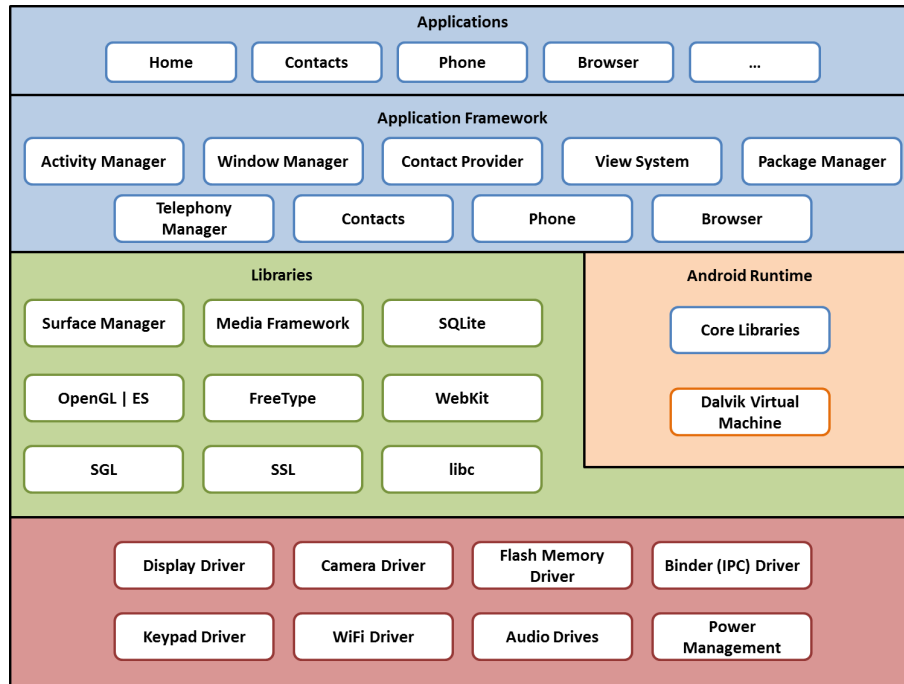 Applications
Home
Contacts
Phone
Browser
...
Application Framework
Activity Manager
Window Manager
Contact Provider
View System
Package Manager
Telephony
Manager
Contacts
Phone
Browser
Libraries
Surface Manager
Media Framework
SQLite
OpenGL | ES
FreeType
WebKit
SGL
SSL
libc
Android Runtime
Core Libraries
Dalvik Virtual
Machine
Display Driver
Camera Driver
Flash Memory
Driver
Binder (IPC) Driver
Keypad Driver
WiFi Driver
Audio Drives
Power
Management